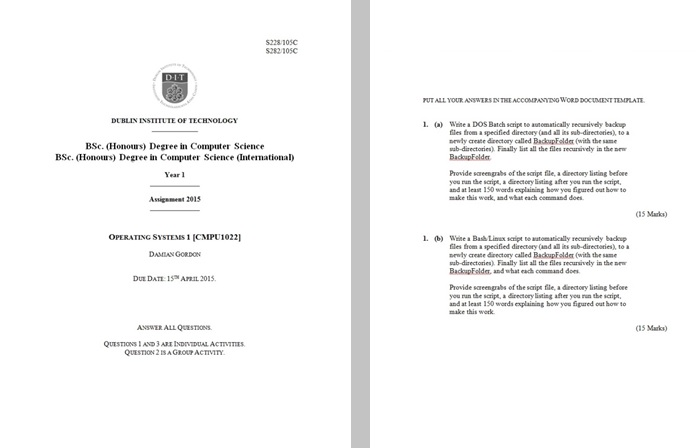 S228/105C
S282/105C
DIT
DUBLIN INSTITUTE OF TECHNOLOGY
BSc. (Honours) Degree in Computer Science
BSc. (Honours) Degree in Computer Science (International)
Year 1
Assignment 2015
OPERATING SYSTEMS 1 [CMPU1022]
DAMIAN GORDON
DUE DATE: 15TH APRIL 2015.
ANSWER ALL QUESTIONS.
QUESTIONS 1 AND 3 ARE INDIVIDUAL ACTIVITIES.
QUESTION 2 IS A GROUP ACTIVITY.
PUT ALL YOUR ANSWERS IN THE ACCOMPANYING WORD DOCUMENT TEMPLATE.
1. (a) Write a DOS Batch script to automatically recursively backup
files from a specified directory (and all its sub-directories), to a
newly create directory called BackupFolder (with the same
sub-directories). Finally list all the files recursively in the new
BackupFolder.
Provide screengrabs of the script file, a directory listing before
you run the script, a directory listing after you run the script,
and at least 150 words explaining how you figured out how to
make this work, and what each command does.
(15 Marks)
1. (b) Write a Bash/Linux script to automatically recursively backup
files from a specified directory (and all its sub-directories), to a
newly create directory called BackupFolder (with the same
sub-directories). Finally list all the files recursively in the new
BackupFolder, and what each command does.
Provide screengrabs of the script file, a directory listing before
you run the script, a directory listing after you run the script,
and at least 150 words explaining how you figured out how to
make this work.
(15 Marks)